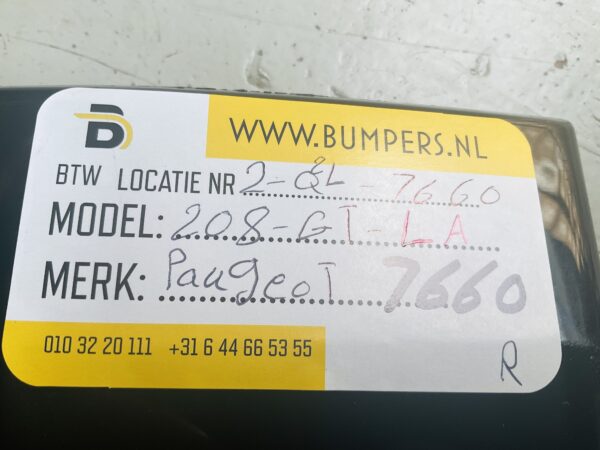 B
WWW.BUMPERS.NL
BTW LOCATIE NR 2-QL-7660
MODEL: 208-GT-LA
MERK: PauGeoT 7660
010 32 20 111 +31 6 44 66 53 55
R